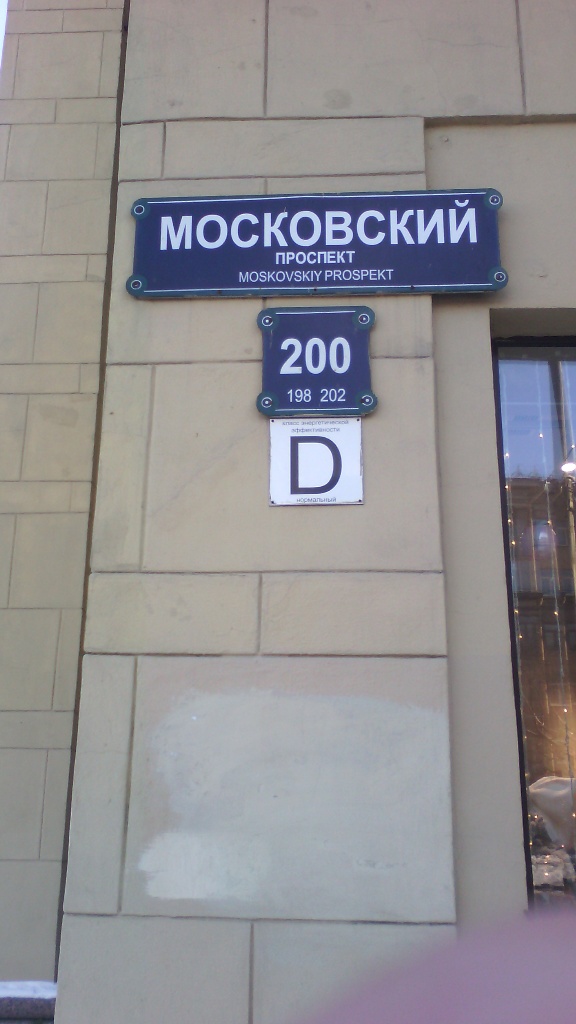 МОСКОВСКИЙ
ПРОСПЕКТ
MOSKOVSKIY PROSPEKT
200
198 202
класс энергетической
эффективности
D
нормальный